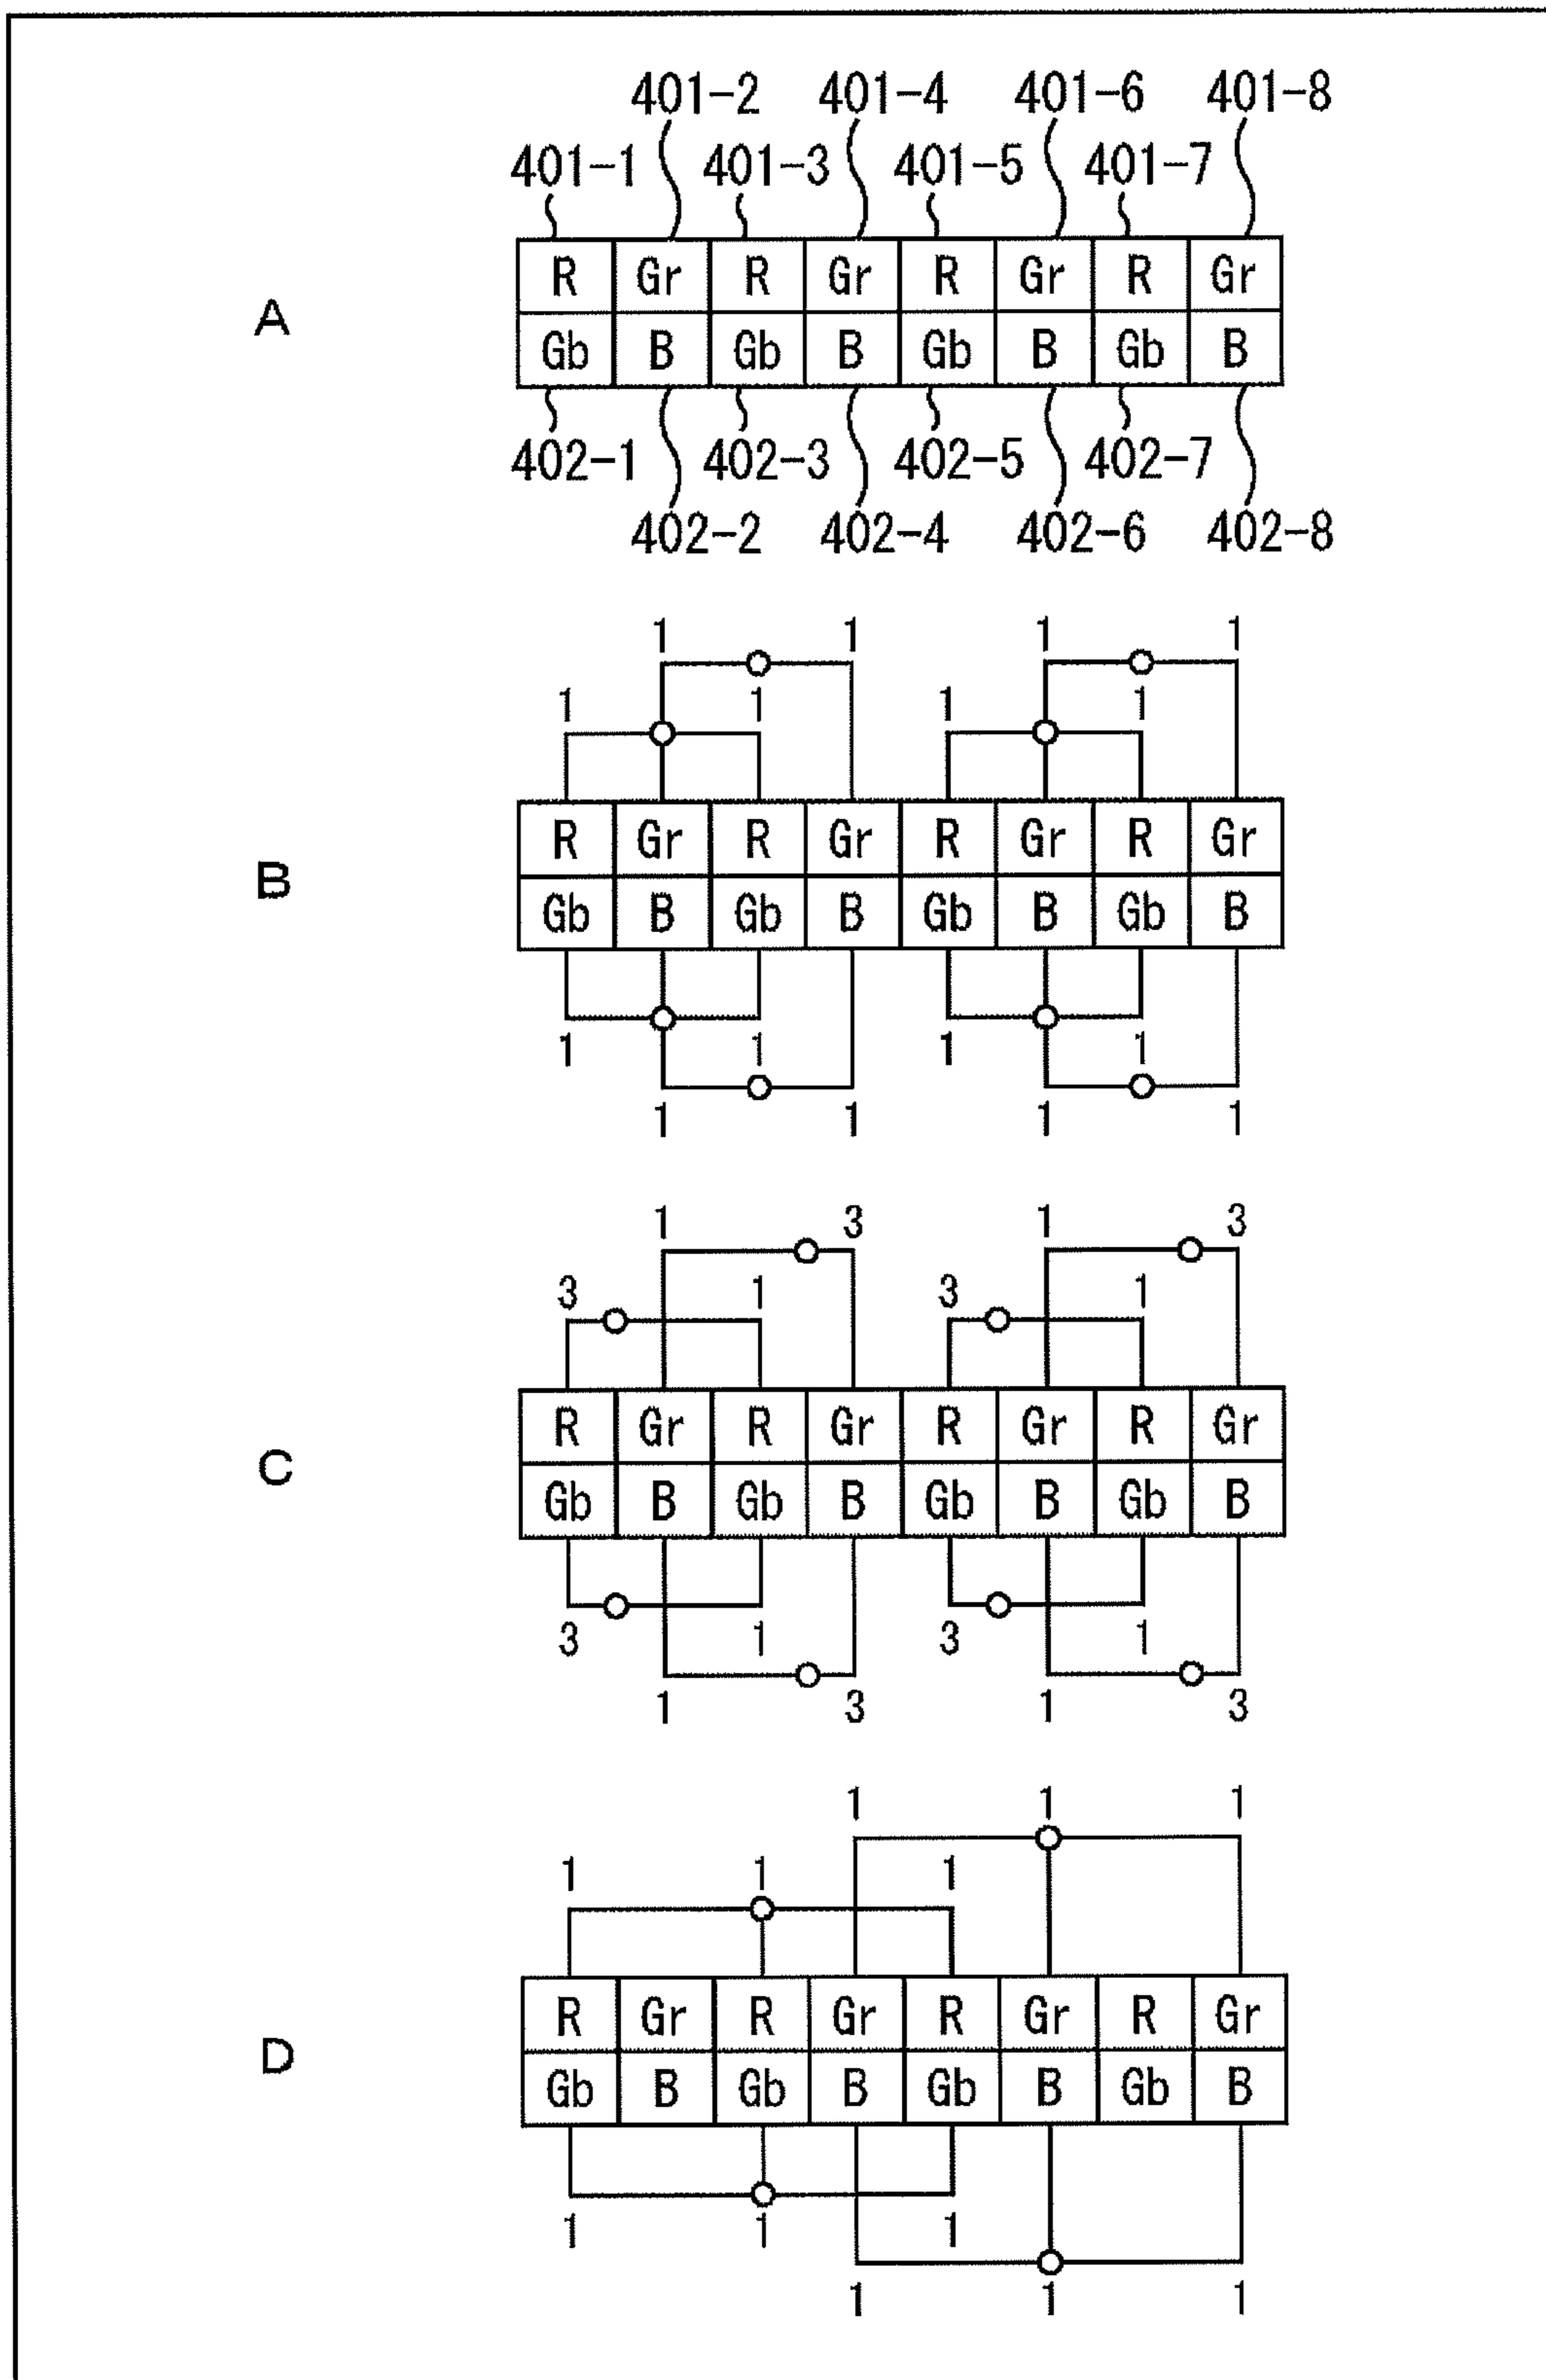 401-2 401-4 401-6 401-8
401-1 401-3 401-5 401-7
A
R Gr R Gr R Gr R Gr
Gb B Gb B Gb B Gb B
402-1 402-3 402-5 402-7
402-2 402-4 402-6 402-8
1 1 1 1
1 1 1 1
B
R Gr R Gr R Gr R Gr
Gb B Gb B Gb B Gb B
1 1 1 1
1 1 1 1
1 3 1 3
3 1 3 1
C
R Gr R Gr R Gr R Gr
Gb B Gb B Gb B Gb B
3 1 3 1
1 3 1 3
1 1 1
1 1 1
D
R Gr R Gr R Gr R Gr
Gb B Gb B Gb B Gb B
1 1 1
1 1 1